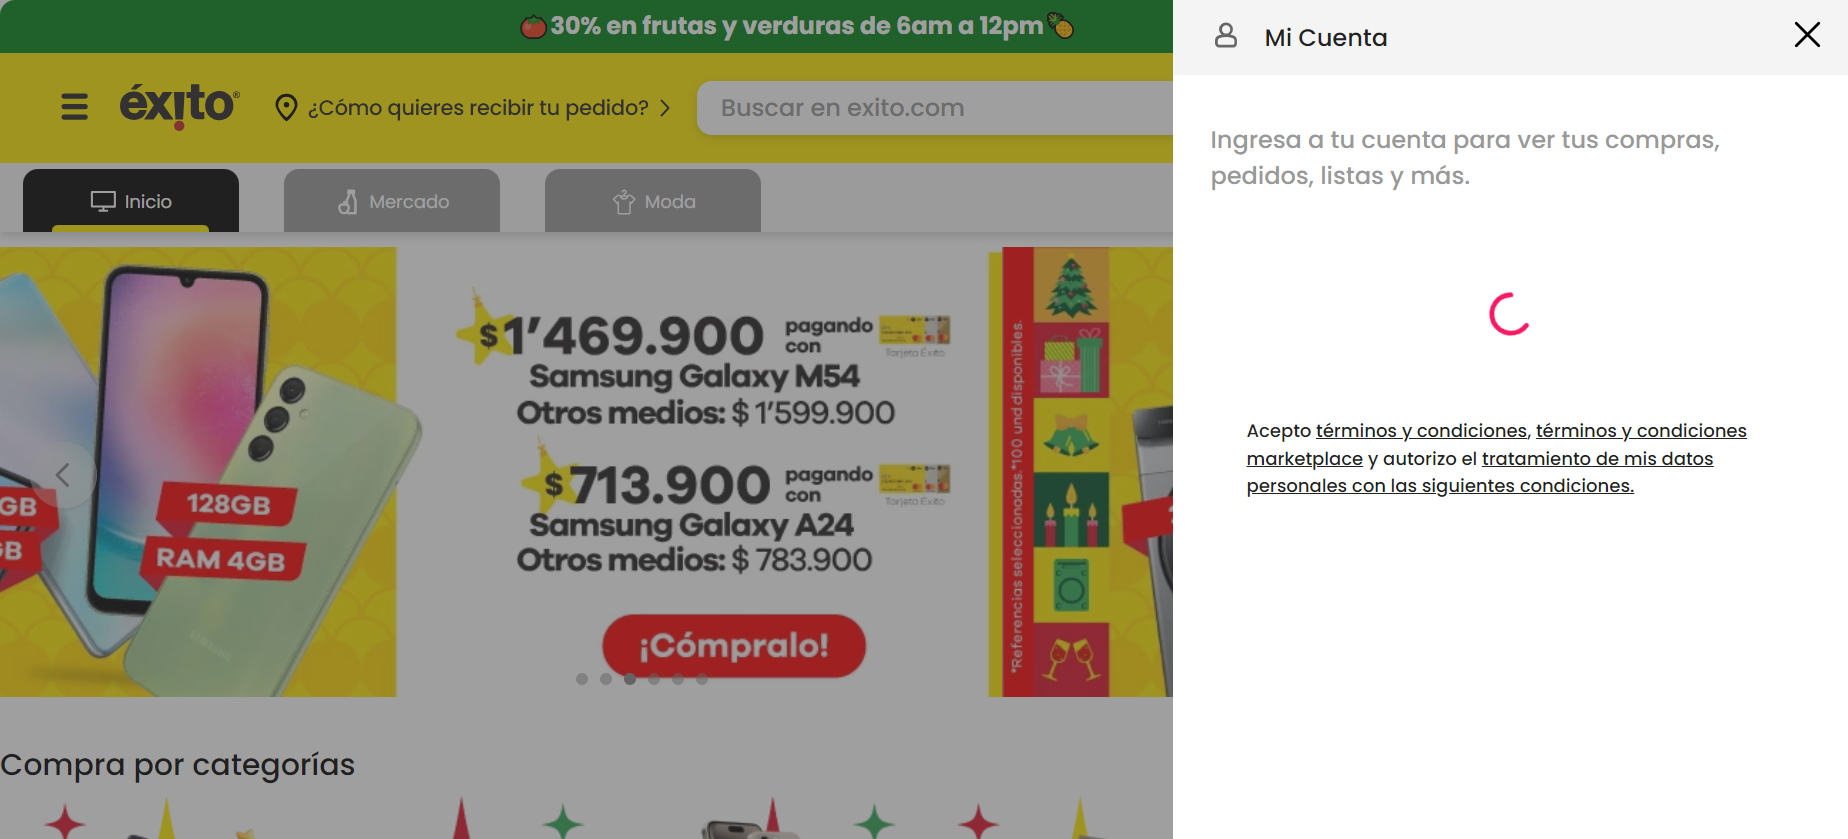 30% en frutas y verduras de 6am a 12pm
éxito®
¿Cómo quieres recibir tu pedido?
Buscar en exito.com
Inicio
Mercado
Moda
$1’469.900 pagando con
Tarjeta Éxito
Samsung Galaxy M54
Otros medios: $ 1’599.900
$713.900 pagando con
Tarjeta Éxito
Samsung Galaxy A24
Otros medios: $ 783.900
¡Cómpralo!
128GB
RAM 4GB
GB
GB
SAMSUNG
*Referencias seleccionadas.*100 und disponibles.
Compra por categorías
Mi Cuenta
Ingresa a tu cuenta para ver tus compras,
pedidos, listas y más.
Acepto términos y condiciones, términos y condiciones
marketplace y autorizo el tratamiento de mis datos
personales con las siguientes condiciones.